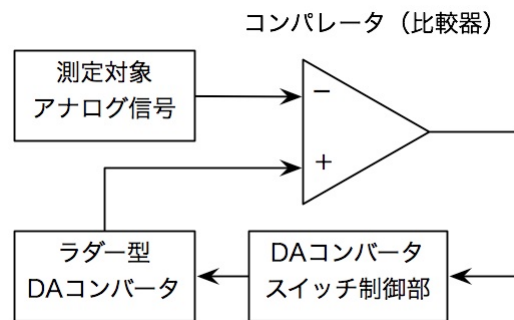 コンパレータ（比較器）
測定対象
アナログ信号
−
+
ラダー型
DAコンバータ
DAコンバータ
スイッチ制御部